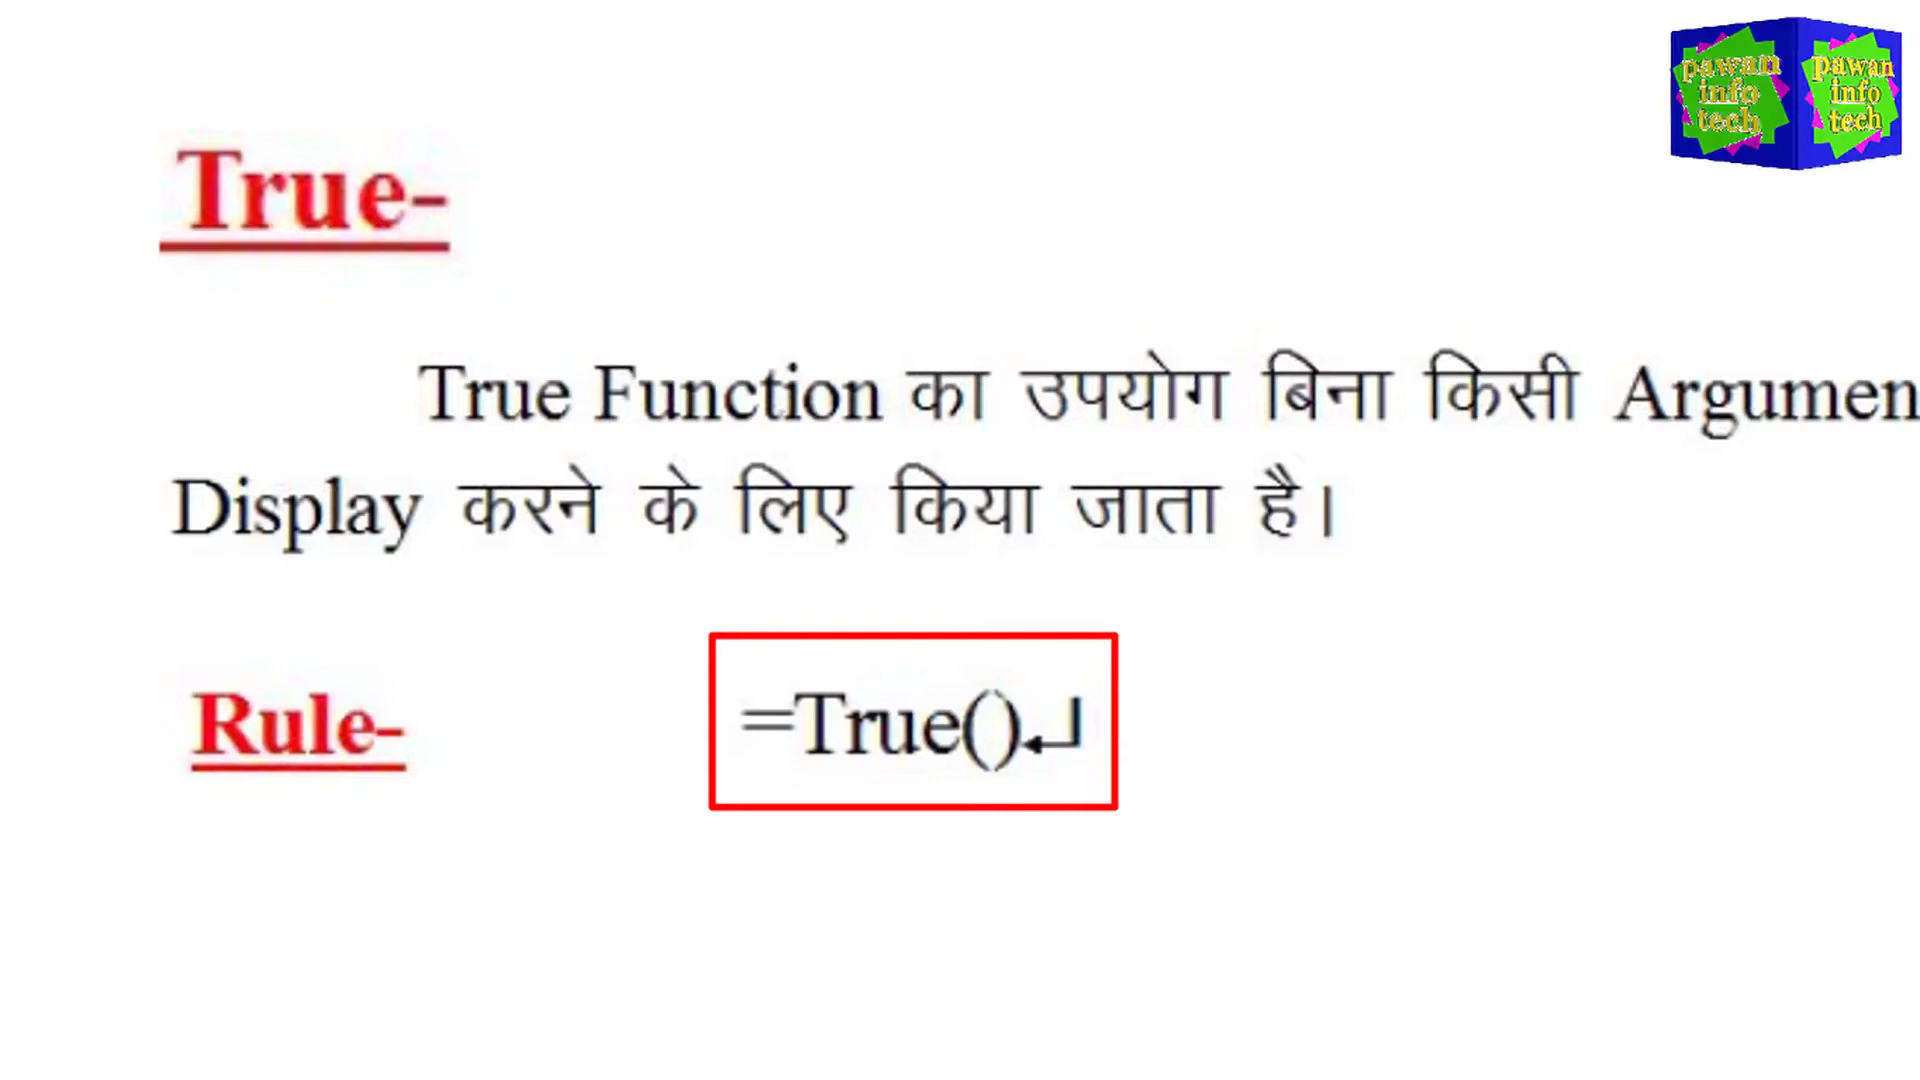 pawan pawan
info info
tech tech
True-
True Function का उपयोग बिना किसी Argumen
Display करने के लिए किया जाता है।
Rule- =True()↲